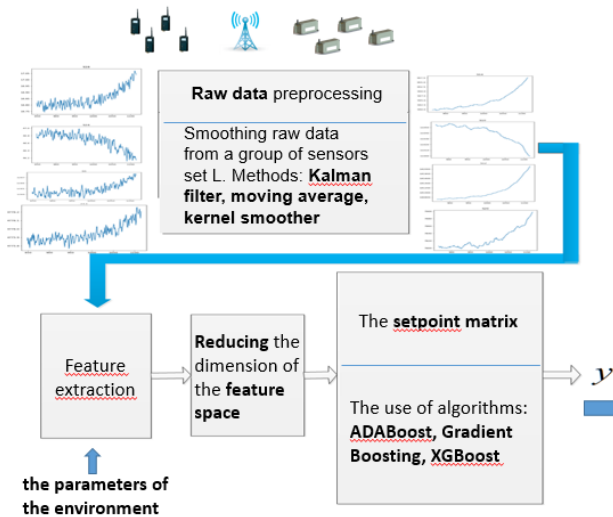 Raw data preprocessing
Smoothing raw data
from a group of sensors
set L. Methods: Kalman
filter, moving average,
kernel smoother
Feature
extraction
Reducing the
dimension of
the feature
space
The setpoint matrix
The use of algorithms:
ADABoost, Gradient
Boosting, XGBoost
y
the parameters of
the environment